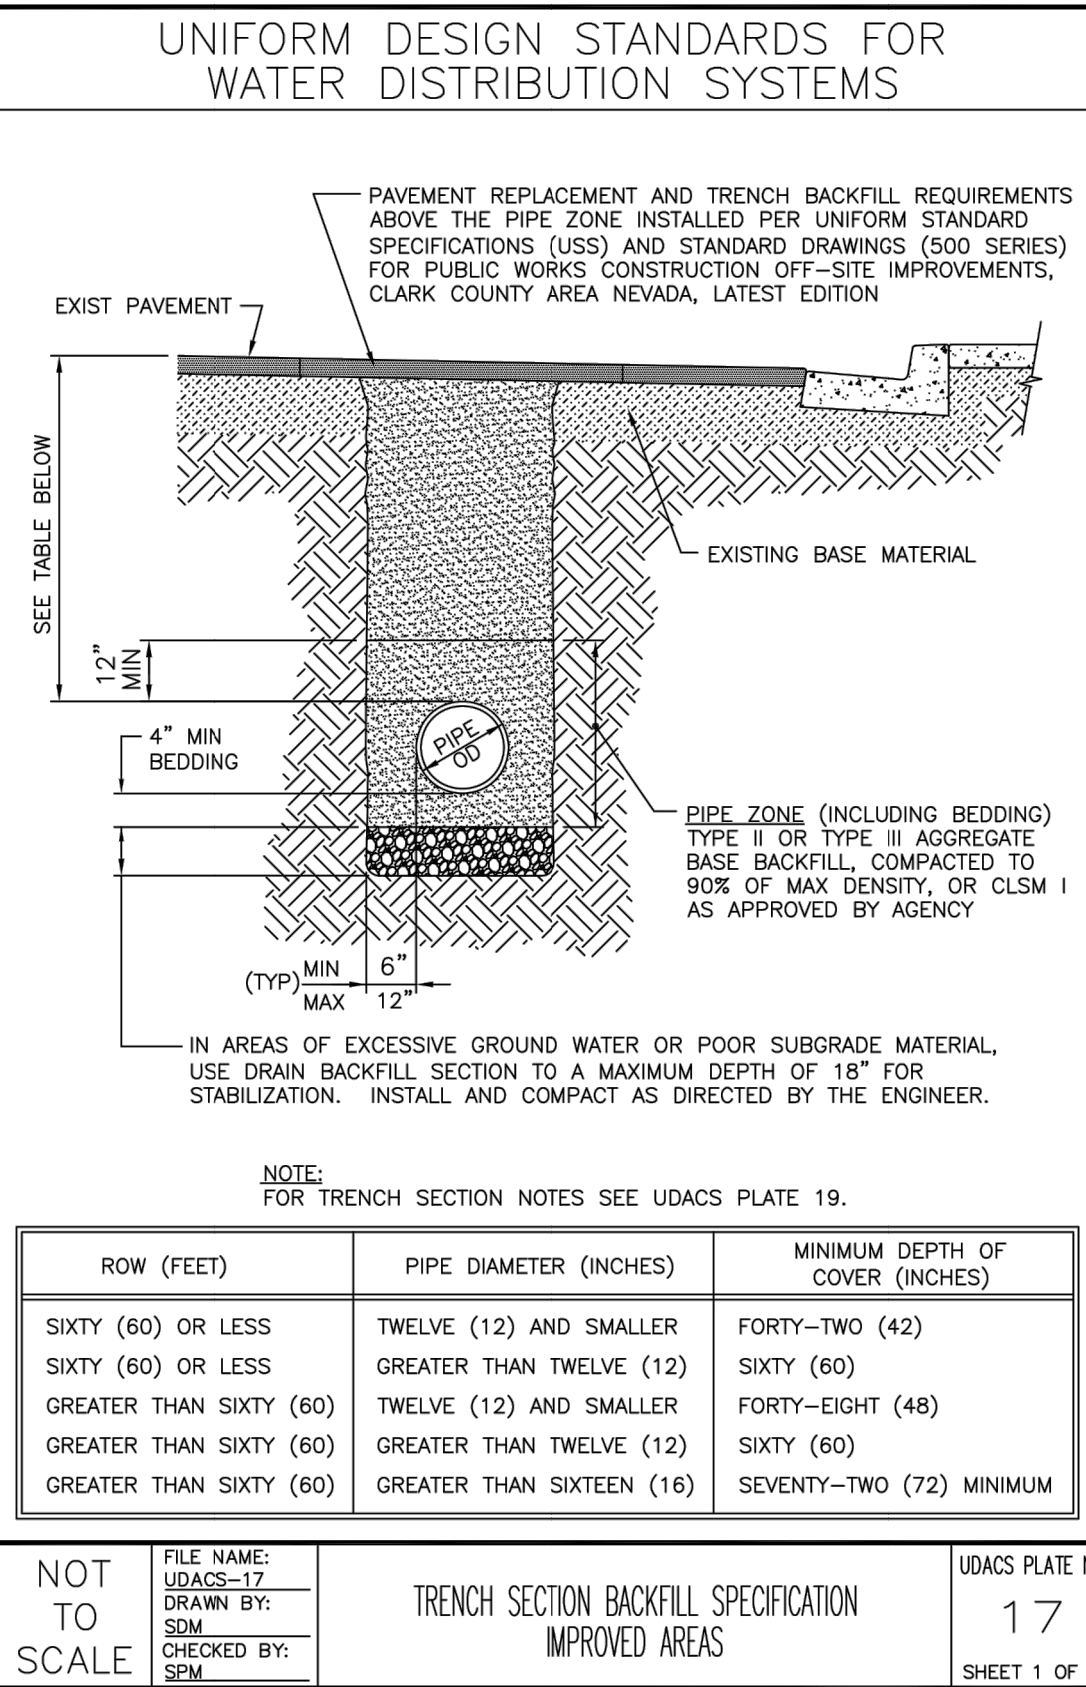 UNIFORM DESIGN STANDARDS FOR
WATER DISTRIBUTION SYSTEMS
PAVEMENT REPLACEMENT AND TRENCH BACKFILL REQUIREMENTS
ABOVE THE PIPE ZONE INSTALLED PER UNIFORM STANDARD
SPECIFICATIONS (USS) AND STANDARD DRAWINGS (500 SERIES)
FOR PUBLIC WORKS CONSTRUCTION OFF-SITE IMPROVEMENTS,
CLARK COUNTY AREA NEVADA, LATEST EDITION
EXIST PAVEMENT
SEE TABLE BELOW
EXISTING BASE MATERIAL
12"
MIN
4" MIN
BEDDING
PIPE
OD
PIPE ZONE (INCLUDING BEDDING)
TYPE II OR TYPE III AGGREGATE
BASE BACKFILL, COMPACTED TO
90% OF MAX DENSITY, OR CLSM I
AS APPROVED BY AGENCY
(TYP) MIN 6"
MAX 12"
IN AREAS OF EXCESSIVE GROUND WATER OR POOR SUBGRADE MATERIAL,
USE DRAIN BACKFILL SECTION TO A MAXIMUM DEPTH OF 18" FOR
STABILIZATION. INSTALL AND COMPACT AS DIRECTED BY THE ENGINEER.
NOTE:
FOR TRENCH SECTION NOTES SEE UDACS PLATE 19.
ROW (FEET) PIPE DIAMETER (INCHES) MINIMUM DEPTH OF
COVER (INCHES)
SIXTY (60) OR LESS TWELVE (12) AND SMALLER FORTY-TWO (42)
SIXTY (60) OR LESS GREATER THAN TWELVE (12) SIXTY (60)
GREATER THAN SIXTY (60) TWELVE (12) AND SMALLER FORTY-EIGHT (48)
GREATER THAN SIXTY (60) GREATER THAN TWELVE (12) SIXTY (60)
GREATER THAN SIXTY (60) GREATER THAN SIXTEEN (16) SEVENTY-TWO (72) MINIMUM
NOT
TO
SCALE
FILE NAME:
UDACS-17
DRAWN BY:
SDM
CHECKED BY:
SPM
TRENCH SECTION BACKFILL SPECIFICATION
IMPROVED AREAS
UDACS PLATE
17
SHEET 1 OF